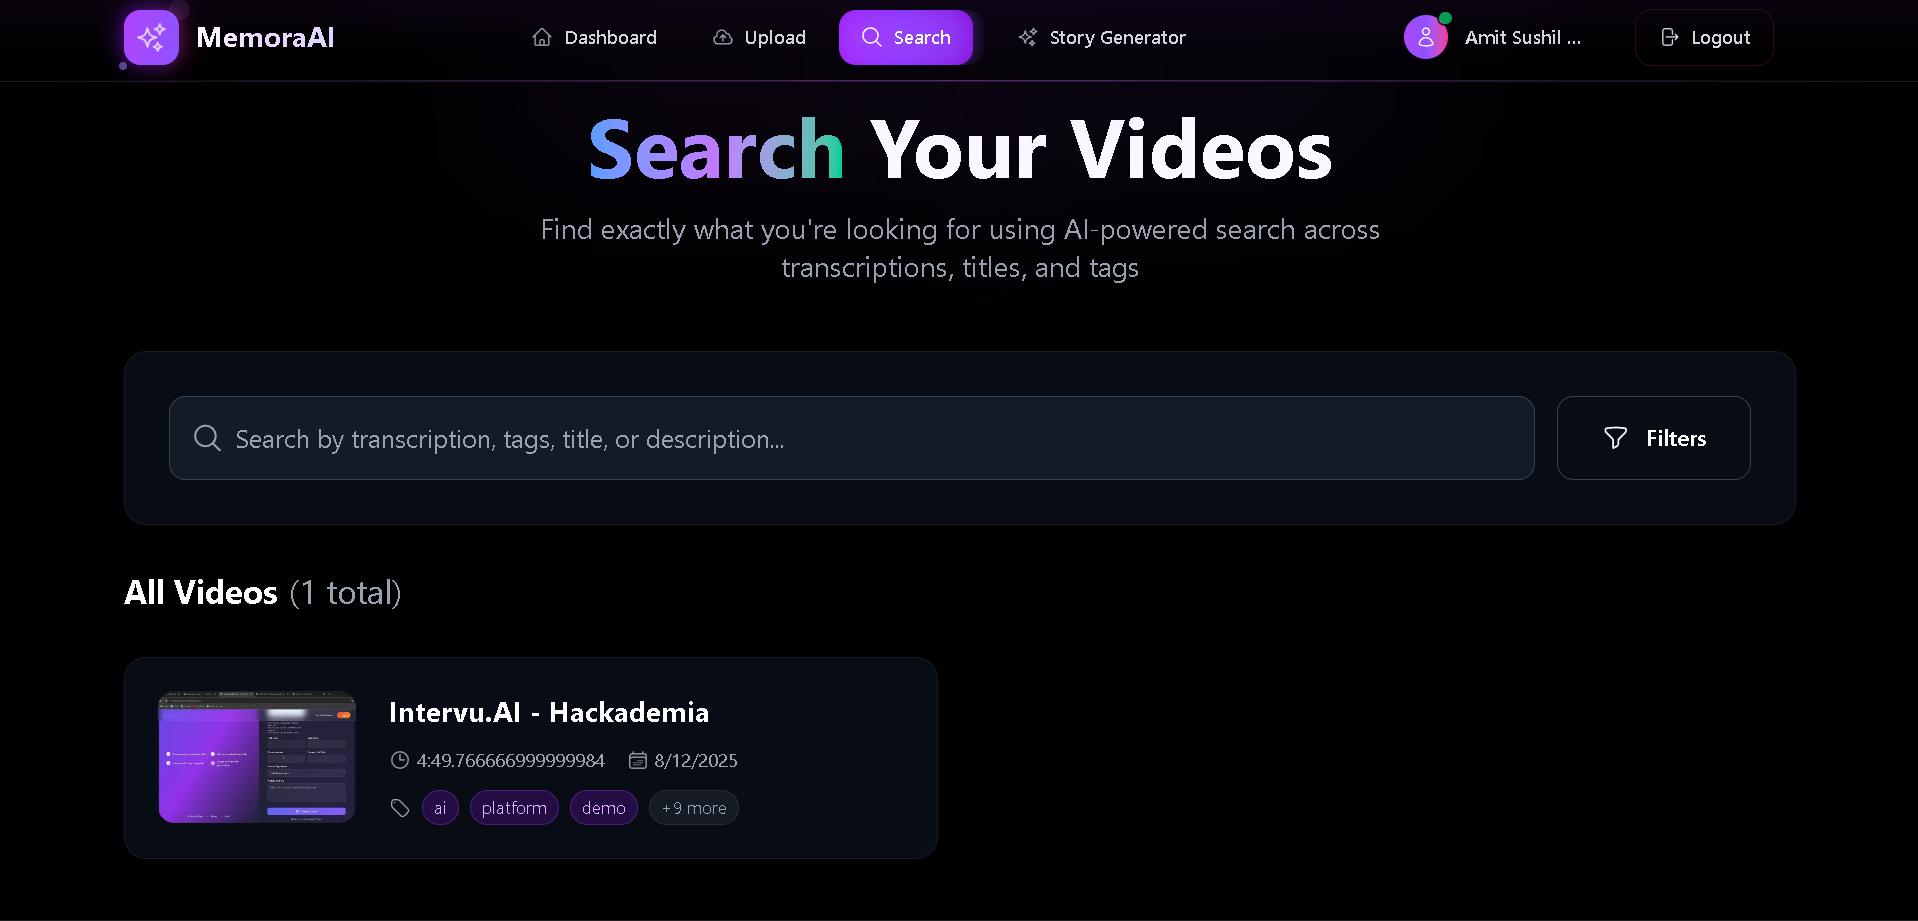 MemoraAI
Dashboard
Upload
Search
Story Generator
Amit Sushil ...
Logout
Search Your Videos
Find exactly what you're looking for using AI-powered search across
transcriptions, titles, and tags
Search by transcription, tags, title, or description...
Filters
All Videos (1 total)
Intervu.AI - Hackademia
4:49.766666999999984
8/12/2025
ai
platform
demo
+9 more